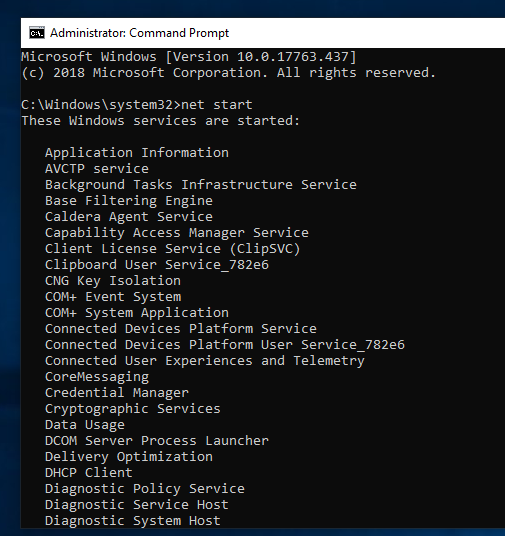 Administrator: Command Prompt
Microsoft Windows [Version 10.0.17763.437]
(c) 2018 Microsoft Corporation. All rights reserved.
C:\Windows\system32>net start
These Windows services are started:
Application Information
AVCTP service
Background Tasks Infrastructure Service
Base Filtering Engine
Caldera Agent Service
Capability Access Manager Service
Client License Service (ClipSVC)
Clipboard User Service_782e6
CNG Key Isolation
COM+ Event System
COM+ System Application
Connected Devices Platform Service
Connected Devices Platform User Service_782e6
Connected User Experiences and Telemetry
CoreMessaging
Credential Manager
Cryptographic Services
Data Usage
DCOM Server Process Launcher
Delivery Optimization
DHCP Client
Diagnostic Policy Service
Diagnostic Service Host
Diagnostic System Host